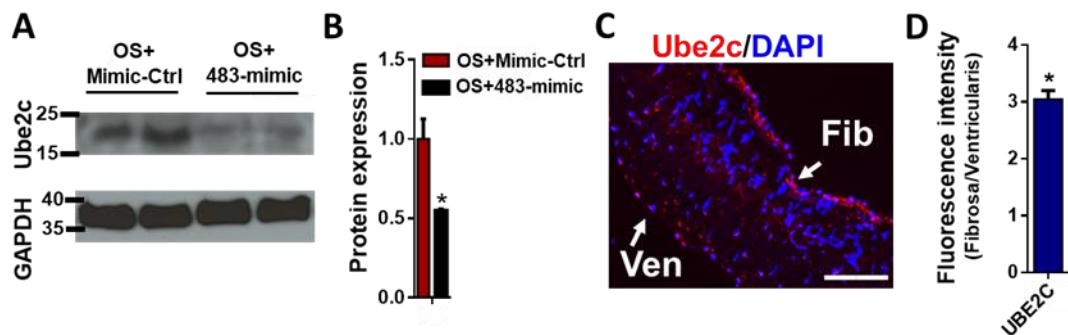 A
OS+
Mimic-Ctrl
OS+
483-mimic
Ube2c
25
15
GAPDH
40
35
B
Protein expression
1.5
1.0
0.5
0.0
OS+Mimic-Ctrl
OS+483-mimic
*
C
Ube2c/DAPI
Fib
Ven
D
Fluorescence intensity
(Fibrosa/Ventricularis)
4
3
2
1
0
*
UBE2C